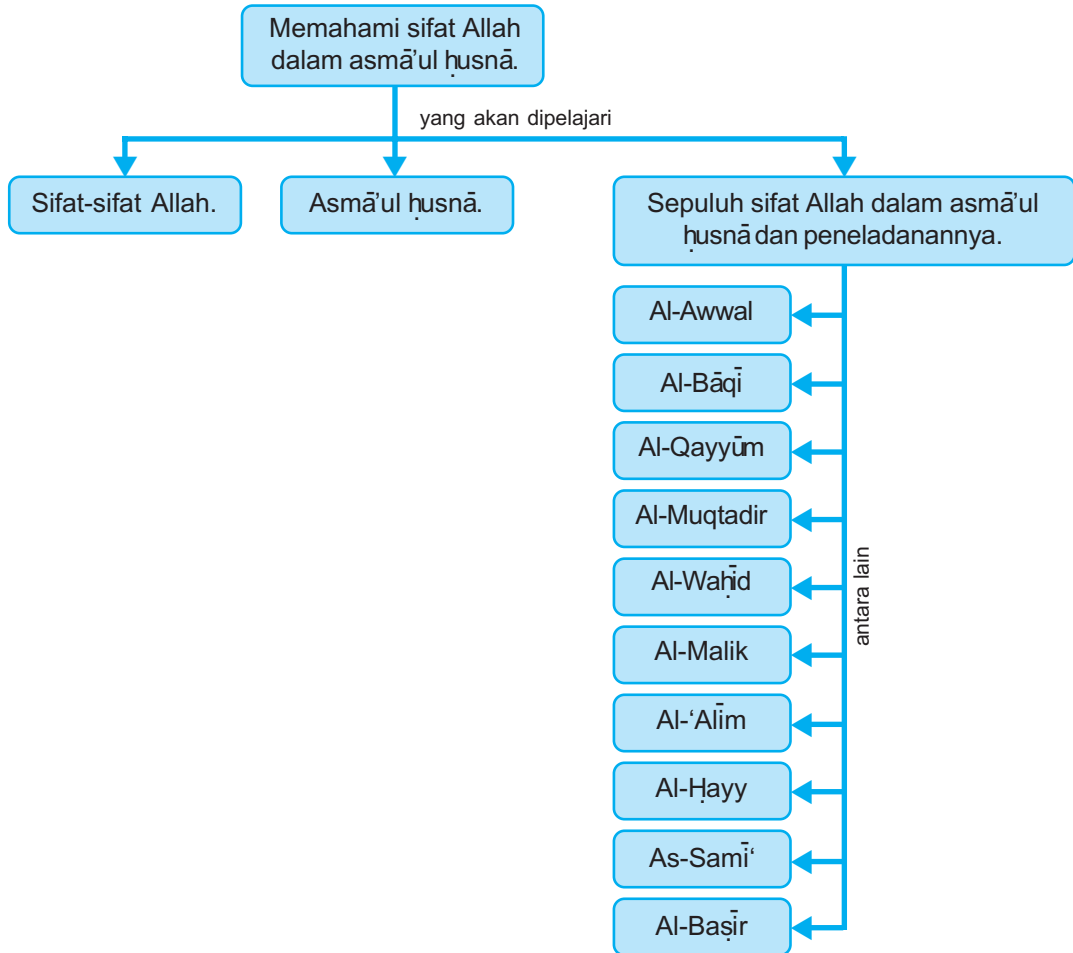 Memahami sifat Allah
dalam asmā’ul ḥusnā.
yang akan dipelajari
Sifat-sifat Allah.
Asmā’ul ḥusnā.
Sepuluh sifat Allah dalam asmā’ul
ḥusnā dan peneladanannya.
Al-Awwal
Al-Bāqī
Al-Qayyūm
Al-Muqtadir
Al-Waḥīd
Al-Malik
Al-‘Alīm
Al-Ḥayy
As-Samī‘
Al-Baṣīr
antara lain